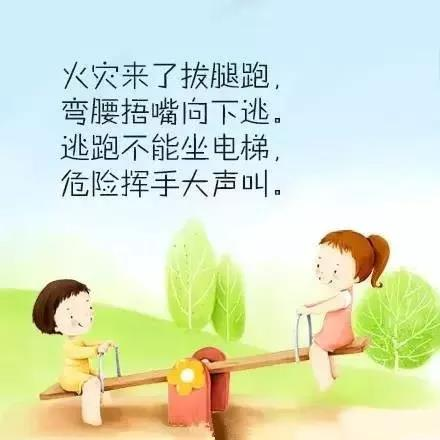 火灾来了拔腿跑，
弯腰捂嘴向下逃。
逃跑不能坐电梯，
危险挥手大声叫。